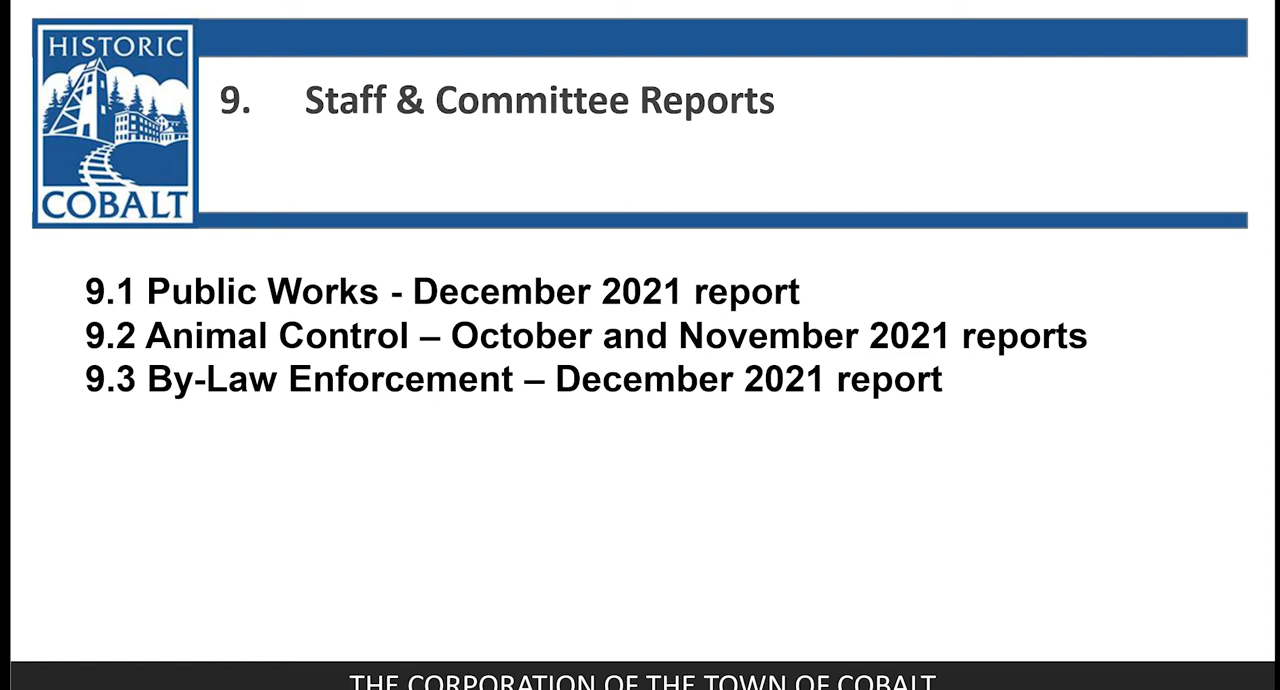 HISTORIC
COBALT
9. Staff & Committee Reports
9.1 Public Works - December 2021 report
9.2 Animal Control – October and November 2021 reports
9.3 By-Law Enforcement – December 2021 report
THE CORPORATION OF THE TOWN OF COBALT